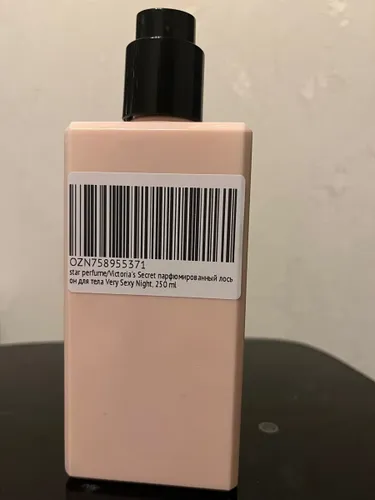 OZN758955371
star perfume/Victoria's Secret парфюмированный лось
он для тела Very Sexy Night, 250 ml